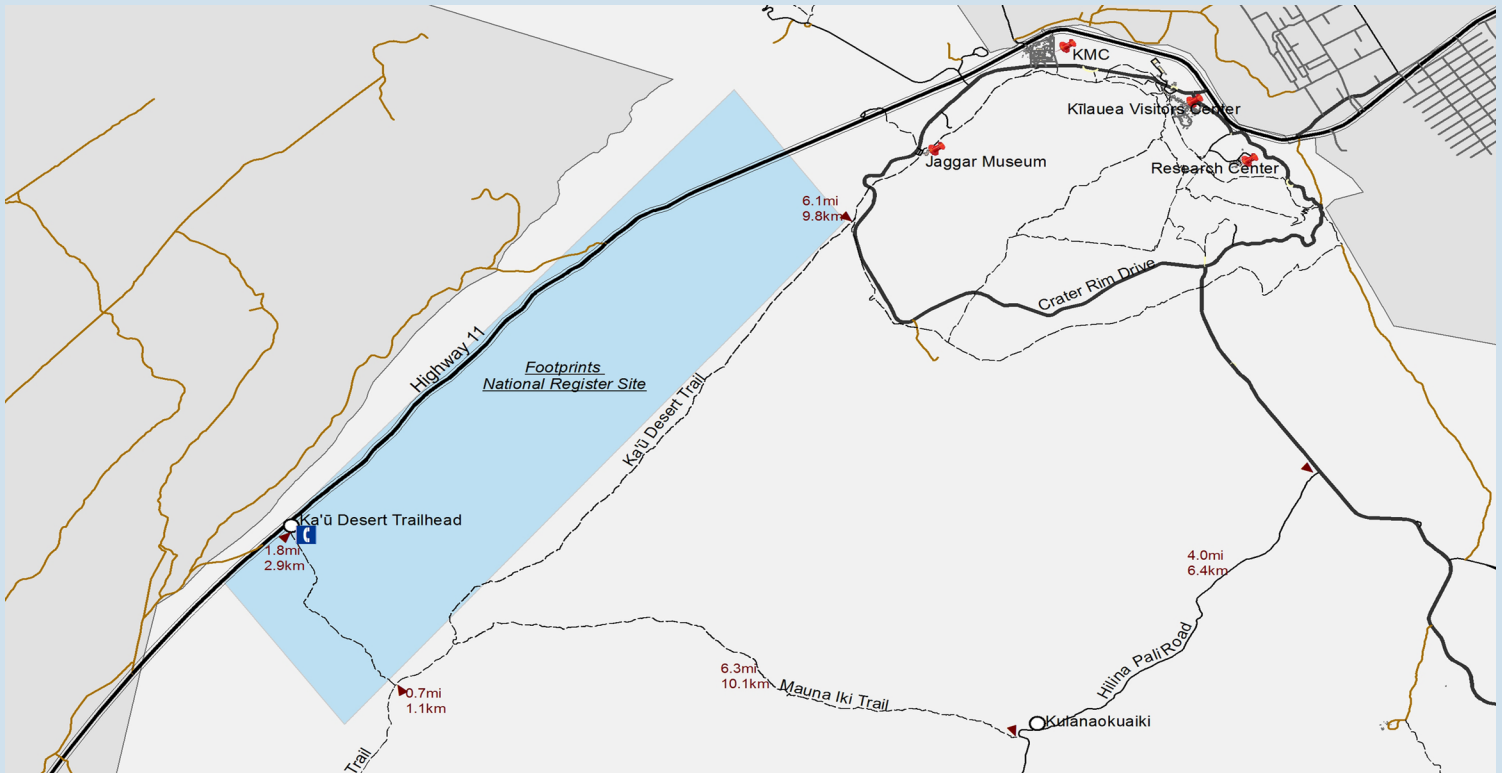 KMC
Kīlauea Visitors Center
Jaggar Museum
Research Center
6.1mi
9.8km
Crater Rim Drive
Highway 11
Footprints
National Register Site
Ka'ū Desert Trail
Ka'ū Desert Trailhead
1.8mi
2.9km
4.0mi
6.4km
Hilina Pali Road
6.3mi
10.1km
Mauna Iki Trail
0.7mi
1.1km
Kulanaokuaiki
Trail